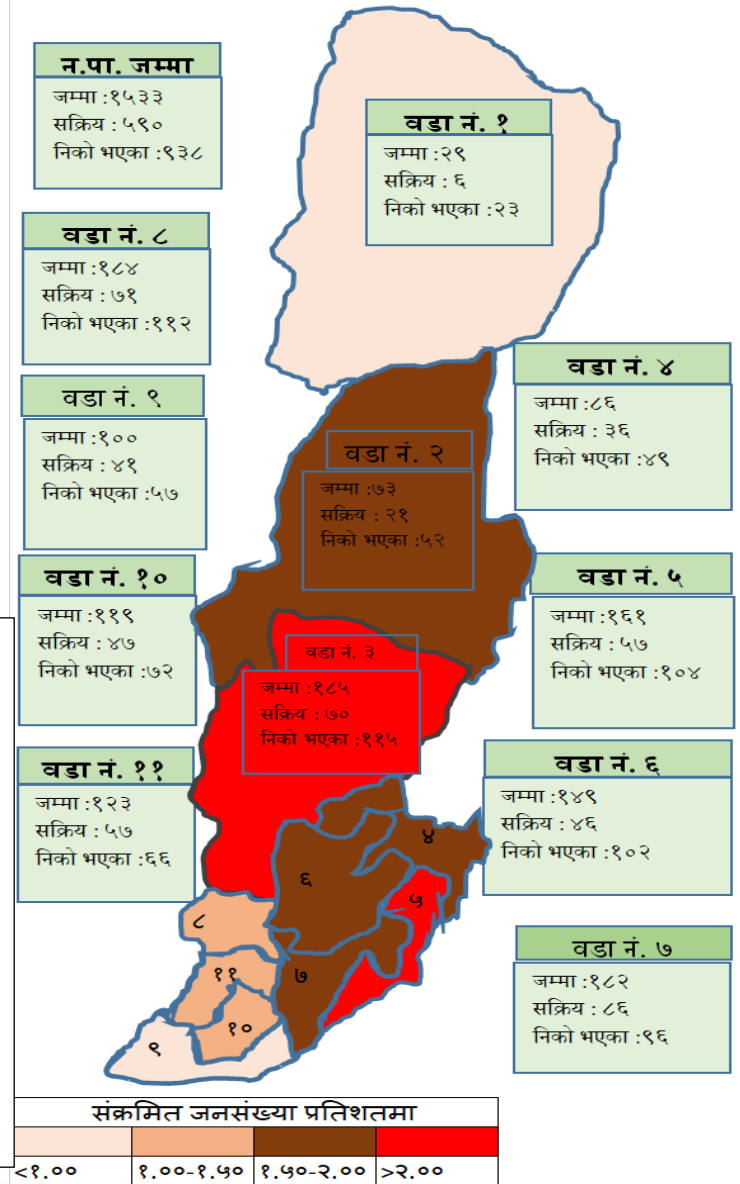 न.पा. जम्मा
जम्मा :१५३३
सक्रिय : ५९०
निको भएका :९३८
वडा नं. १
जम्मा :२९
सक्रिय : ६
निको भएका :२३
वडा नं. ८
जम्मा :१८४
सक्रिय : ७१
निको भएका :११२
वडा नं. ४
जम्मा :८६
सक्रिय : ३६
निको भएका :४९
वडा नं. ९
जम्मा :१००
सक्रिय : ४१
निको भएका :५७
वडा नं. २
जम्मा :७३
सक्रिय : २१
निको भएका :५२
वडा नं. १०
जम्मा :११९
सक्रिय : ४७
निको भएका :७२
वडा नं. ५
जम्मा :१६१
सक्रिय : ५७
निको भएका :१०४
वडा नं. ३
जम्मा :१८५
सक्रिय : ७०
निको भएका :११५
वडा नं. ११
जम्मा :१२३
सक्रिय : ५७
निको भएका :६६
वडा नं. ६
जम्मा :१४९
सक्रिय : ४६
निको भएका :१०२
वडा नं. ७
जम्मा :१८२
सक्रिय : ८६
निको भएका :९६
४
६
५
८
११
७
१०
९
संक्रमित जनसंख्या प्रतिशतमा
<१.०० १.००-१.५० १.५०-२.०० >२.००